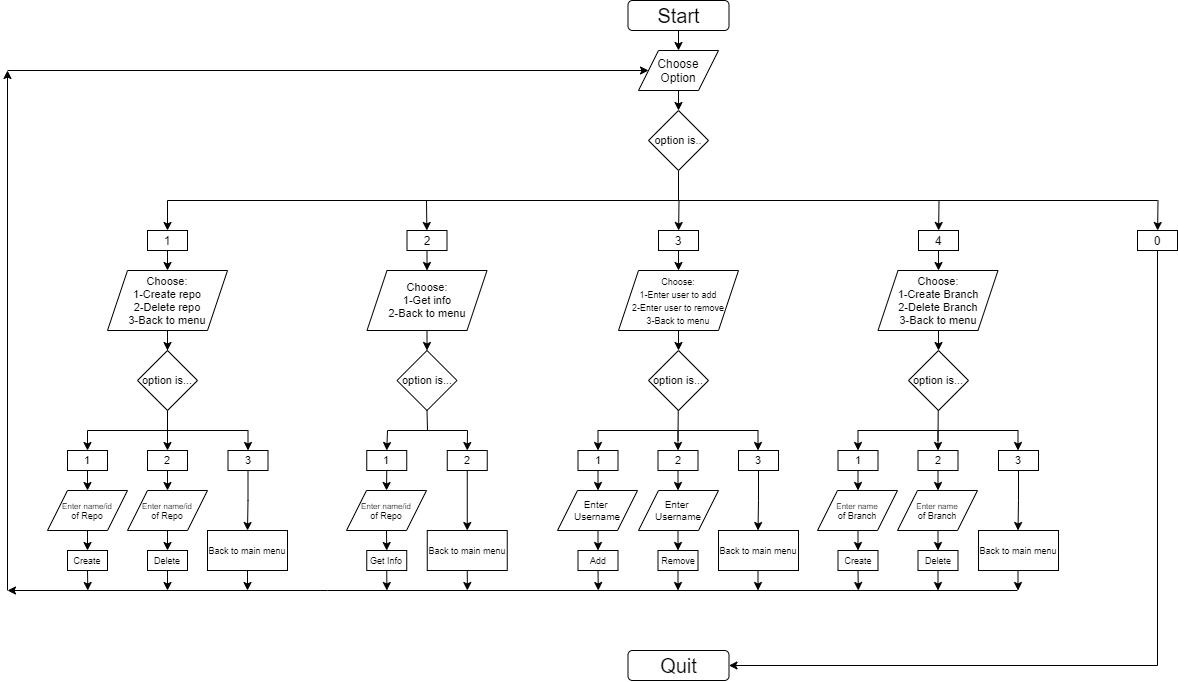 Start
Choose
Option
option is..
1
2
3
4
0
Choose:
1-Create repo
2-Delete repo
3-Back to menu
Choose:
1-Get info
2-Back to menu
Choose:
1-Enter user to add
2-Enter user to remove
3-Back to menu
Choose:
1-Create Branch
2-Delete Branch
3-Back to menu
option is...
option is...
option is...
option is...
1
2
3
1
2
1
2
3
1
2
3
Enter name/id
of Repo
Enter name/id
of Repo
Enter name/id
of Repo
Enter
Username
Enter
Username
Enter name
of Branch
Enter name
of Branch
Create
Delete
Back to main menu
Get Info
Back to main menu
Add
Remove
Back to main menu
Create
Delete
Back to main menu
Quit